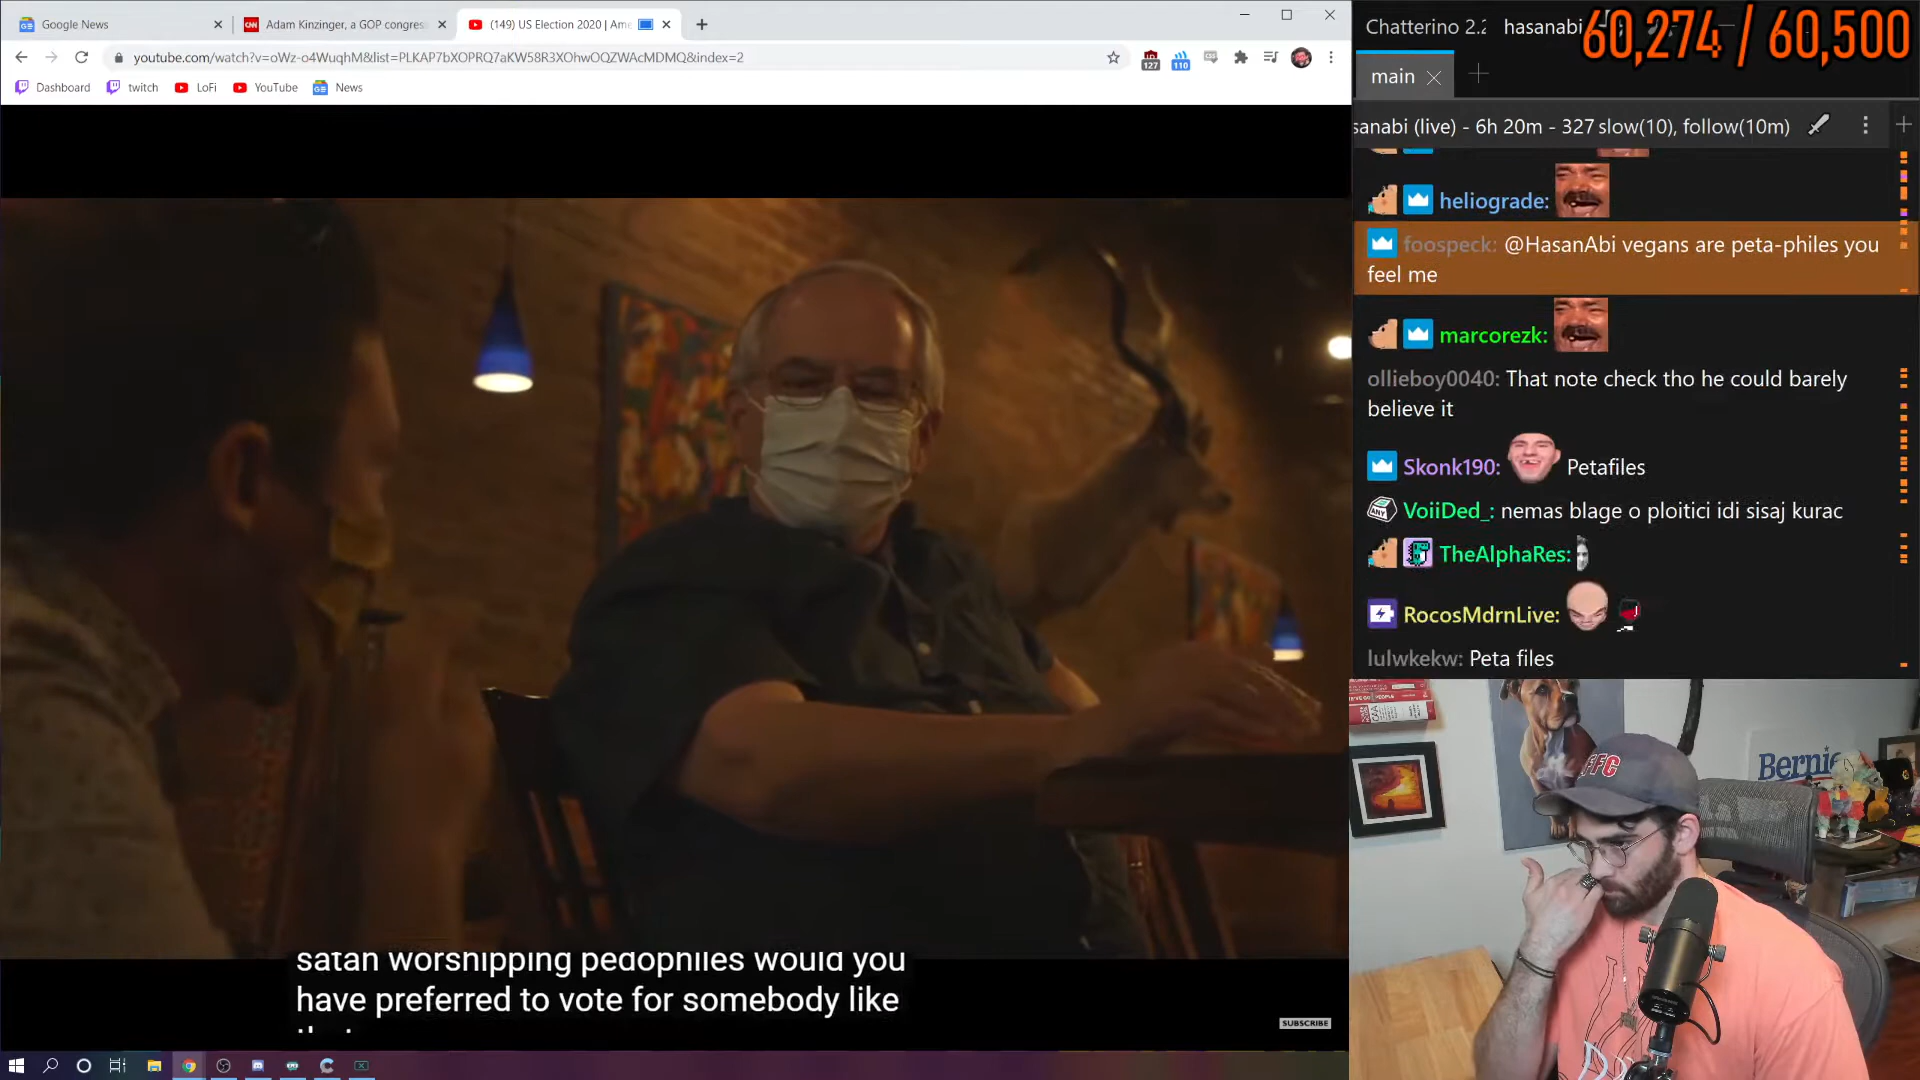 Google News
Adam Kinzinger, a GOP congres
(149) US Election 2020 | Ame
youtube.com/watch?v=oWz-o4WuqhM&list=PLKAP7bXOPRQ7aKW58R3XOhwOQZWAcMDMQ&index=2
127
110
Dashboard
twitch
LoFi
YouTube
News
Chatterino 2.2
hasanabi
60,274 / 60,500
main
sanabi (live) - 6h 20m - 327 slow(10), follow(10m)
heliograde:
foospeck: @HasanAbi vegans are peta-philes you
feel me
marcorezk:
ollieboy0040: That note check tho he could barely
believe it
Skonk190: Petafiles
VoiiDed_: nemas blage o ploitici idi sisaj kurac
TheAlphaRes:
RocosMdrnLive:
lulwkekw: Peta files
Bernie
FFC
satan worshipping pedophiles would you
have preferred to vote for somebody like
SUBSCRIBE